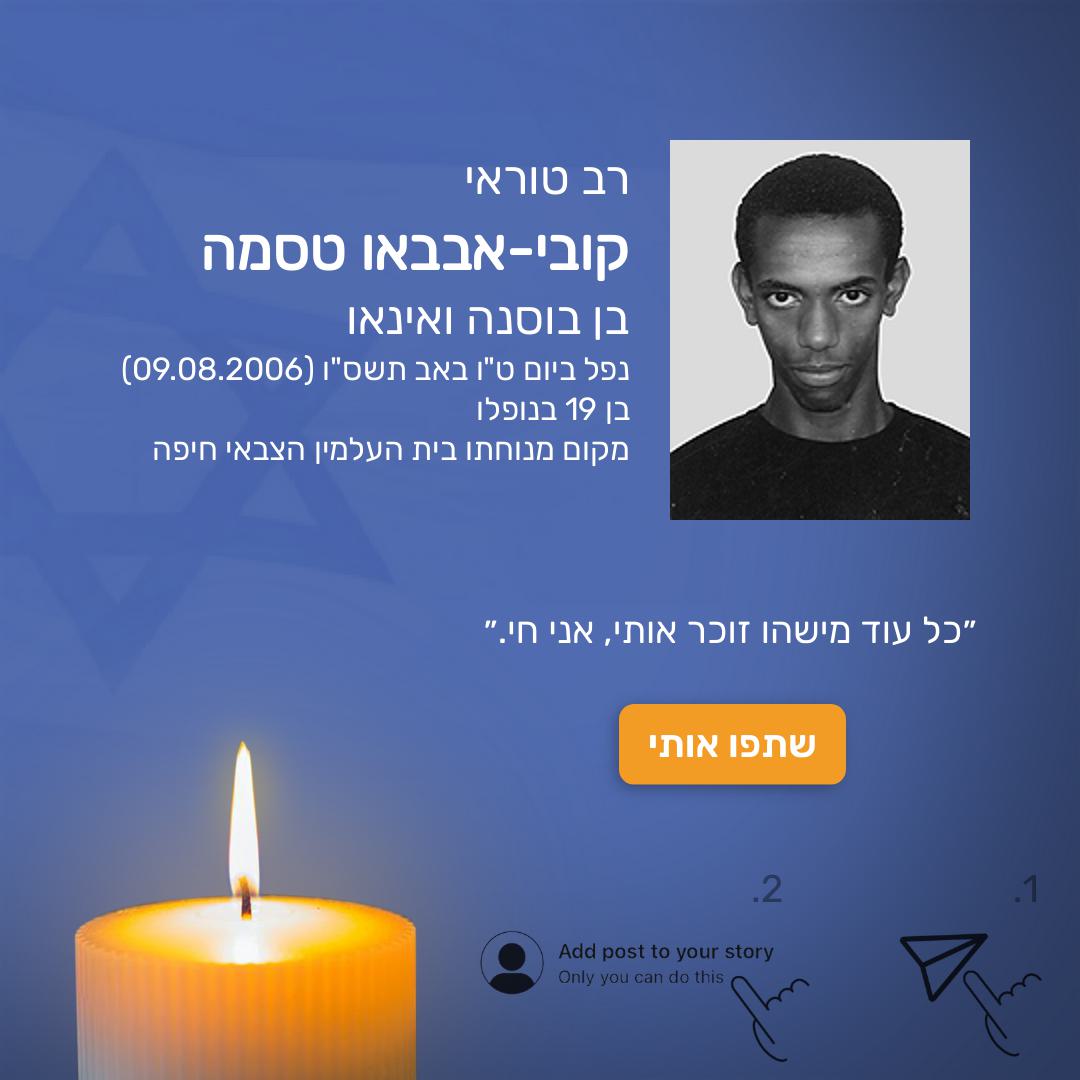 רב טוראי
קובי-אבבאו טסמה
בן בוסנה ואינאו
נפל ביום ט"ו באב תשס"ו (09.08.2006)
בן 19 בנופלו
מקום מנוחתו בית העלמין הצבאי חיפה
״כל עוד מישהו זוכר אותי, אני חי.״
שתפו אותי
1.
2.
Add post to your story
Only you can do this